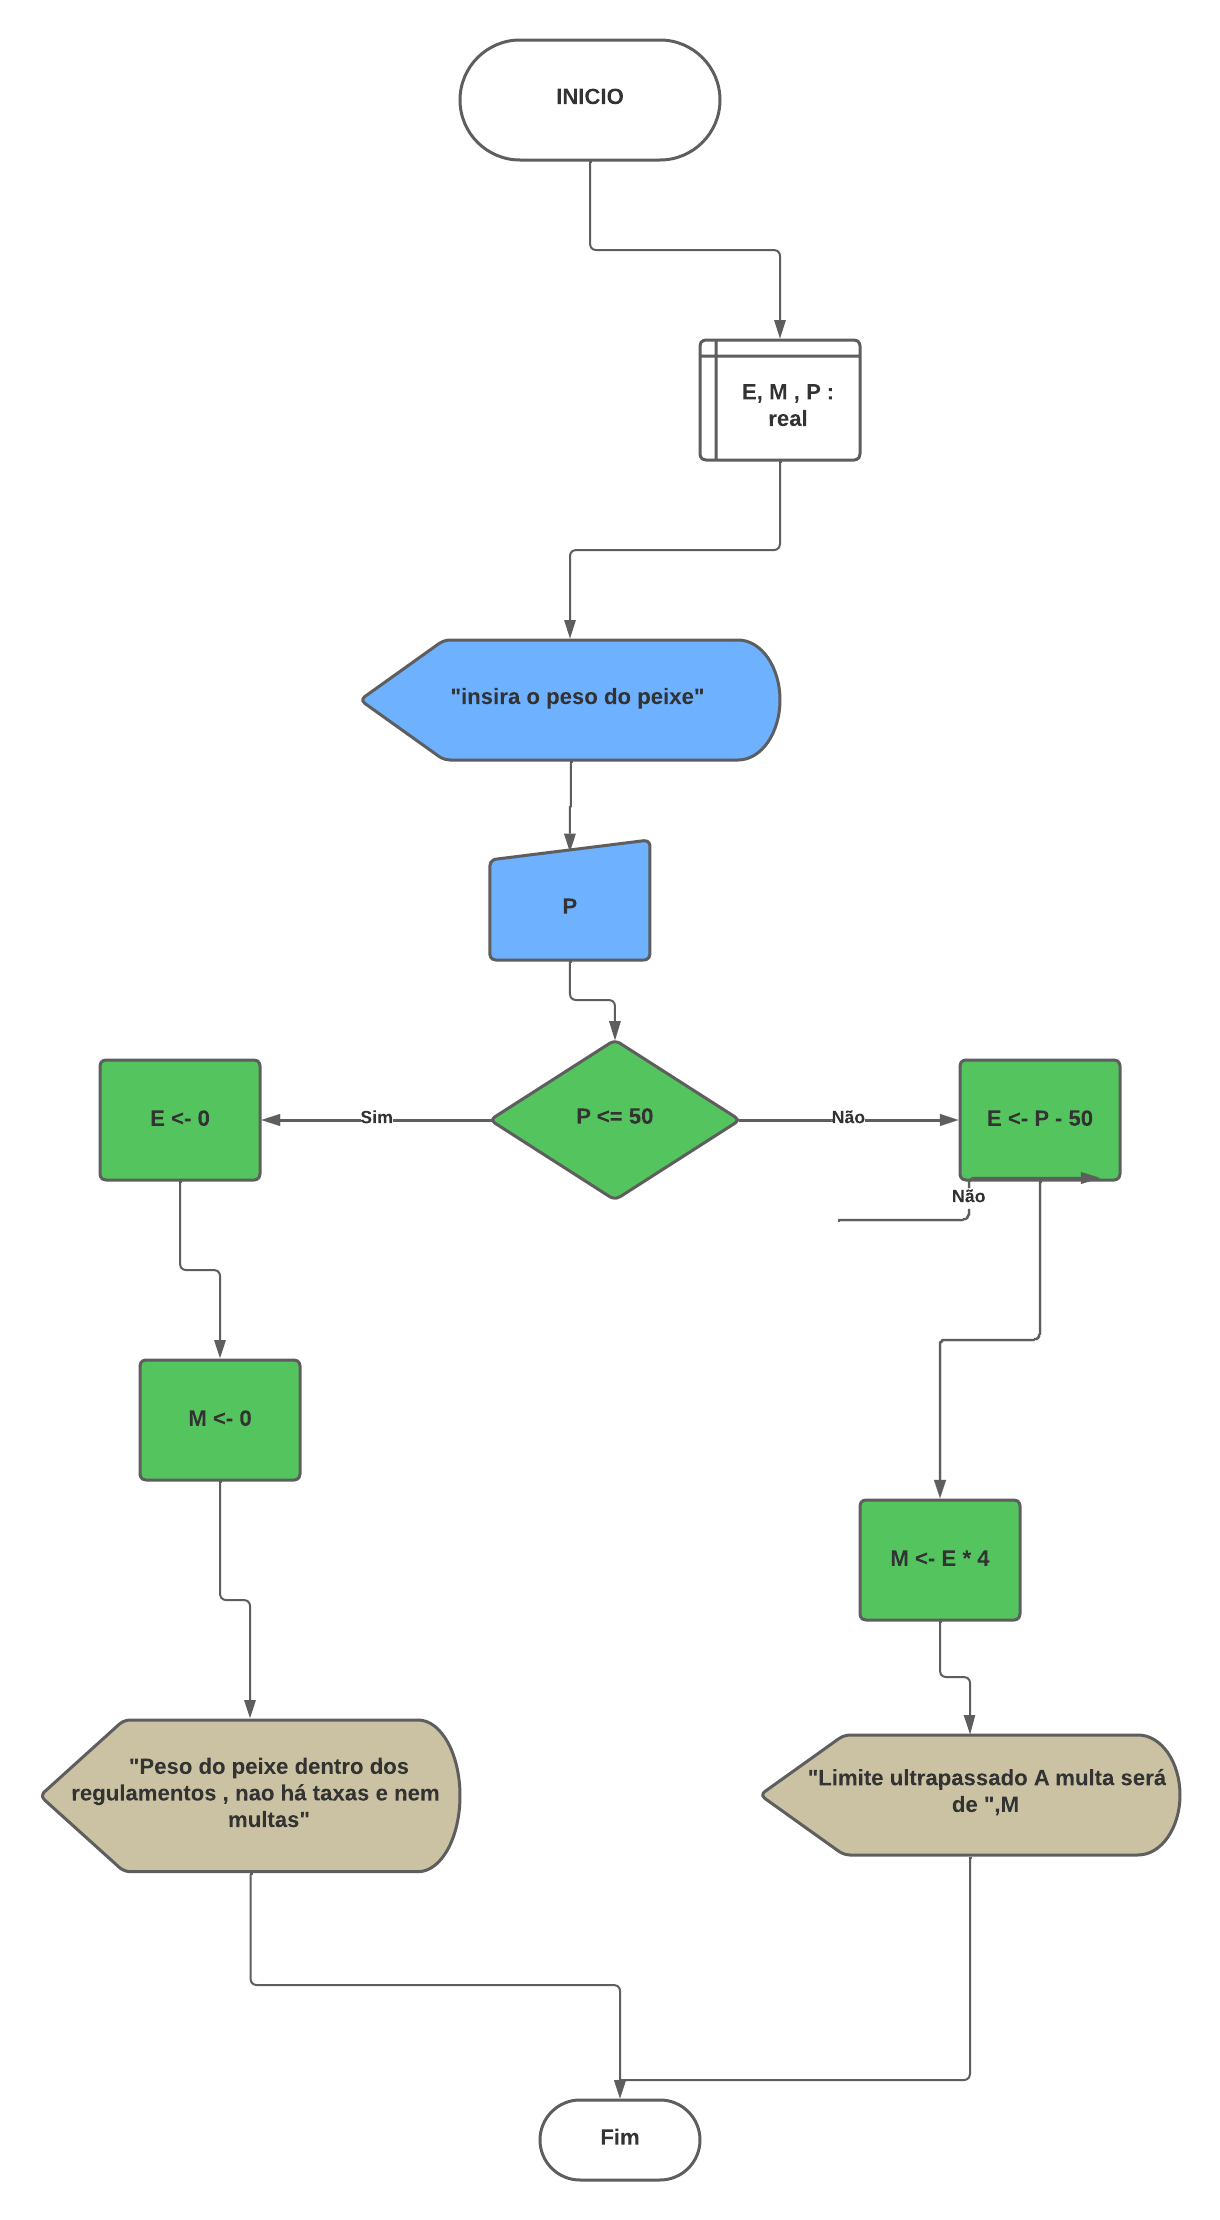 INICIO
E, M , P :
real
"insira o peso do peixe"
P
E <- 0
Sim
P <= 50
Não
E <- P - 50
Não
M <- 0
M <- E * 4
"Peso do peixe dentro dos
regulamentos , nao há taxas e nem
multas"
"Limite ultrapassado A multa será
de ",M
Fim